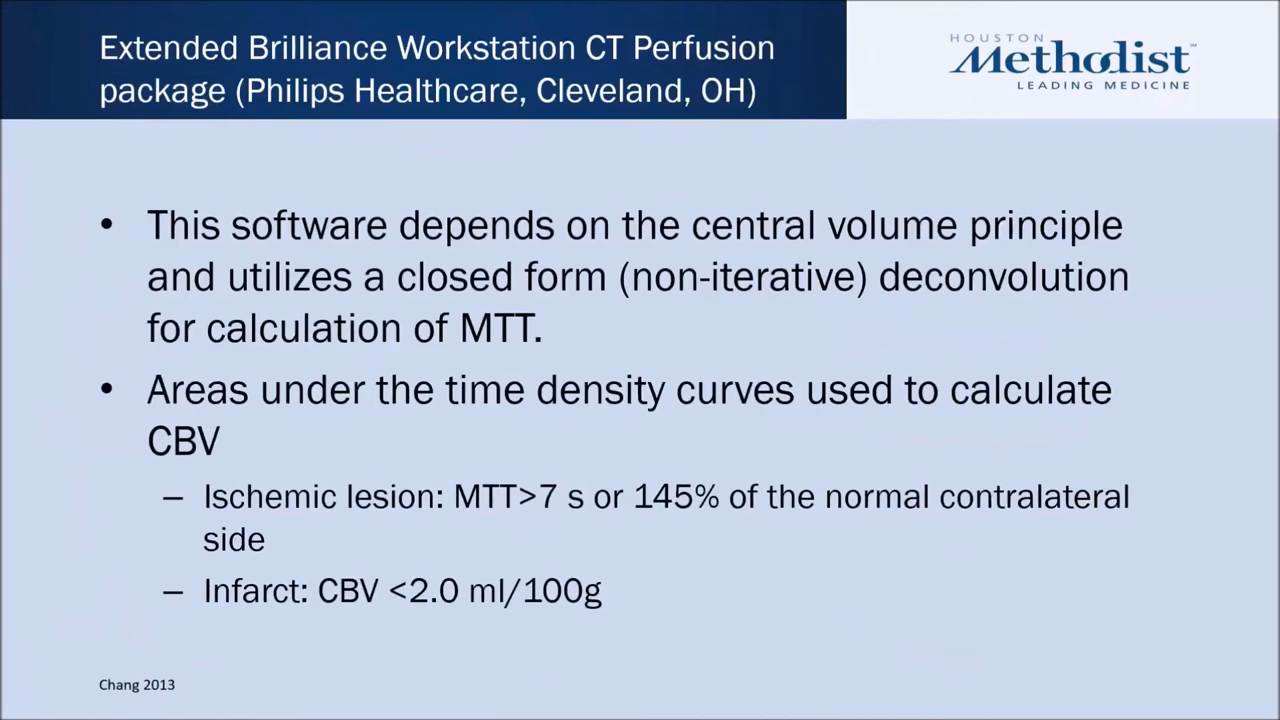 Extended Brilliance Workstation CT Perfusion
package (Philips Healthcare, Cleveland, OH)
HOUSTON
Methodist
LEADING MEDICINE
• This software depends on the central volume principle
and utilizes a closed form (non-iterative) deconvolution
for calculation of MTT.
• Areas under the time density curves used to calculate
CBV
– Ischemic lesion: MTT>7 s or 145% of the normal contralateral
side
– Infarct: CBV <2.0 ml/100g
Chang 2013